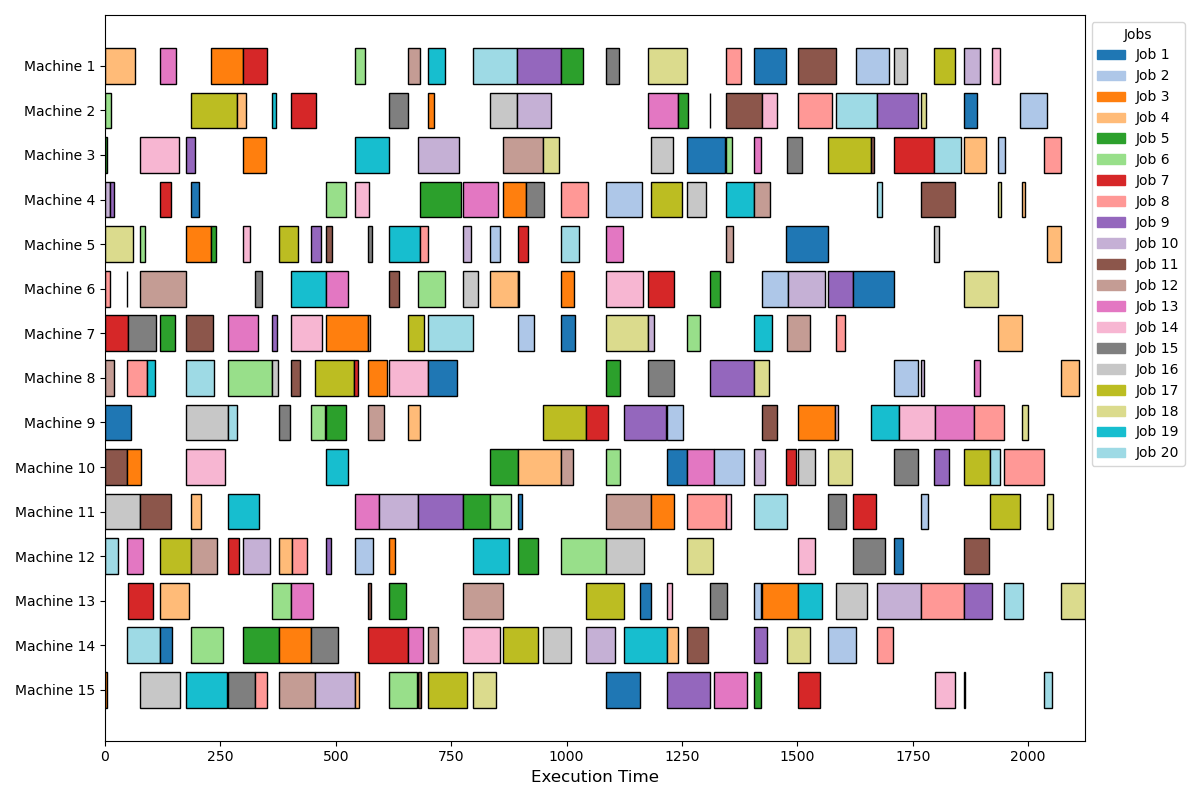 Machine 1
Machine 2
Machine 3
Machine 4
Machine 5
Machine 6
Machine 7
Machine 8
Machine 9
Machine 10
Machine 11
Machine 12
Machine 13
Machine 14
Machine 15
0 250 500 750 1000 1250 1500 1750 2000
Execution Time
Jobs
Job 1
Job 2
Job 3
Job 4
Job 5
Job 6
Job 7
Job 8
Job 9
Job 10
Job 11
Job 12
Job 13
Job 14
Job 15
Job 16
Job 17
Job 18
Job 19
Job 20